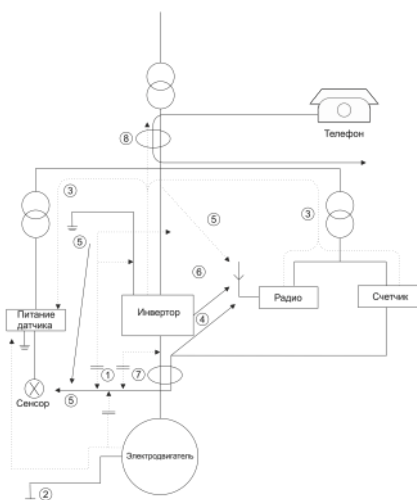 Телефон
⑧
③
③
⑤
⑤
⑥
Питание
датчика
Инвертор
④
Радио
Счетчик
①
⑦
Сенсор
⑤
Электродвигатель
②